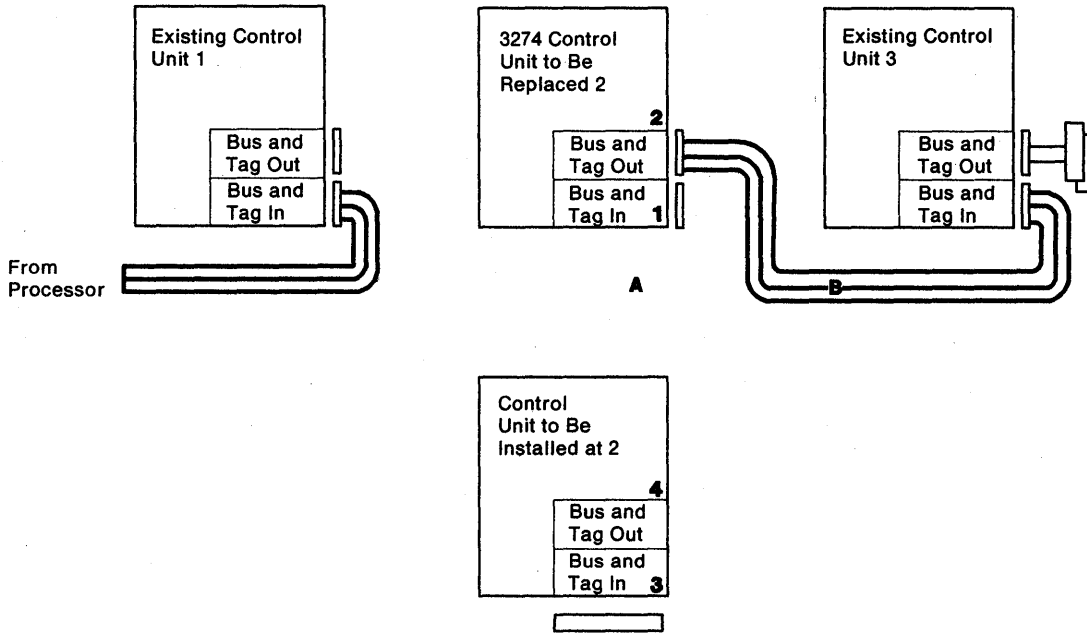 Existing Control
Unit 1
Bus and
Tag Out
Bus and
Tag In
From
Processor
3274 Control
Unit to Be
Replaced 2
2
Bus and
Tag Out
Bus and
Tag In 1
A
B
Existing Control
Unit 3
Bus and
Tag Out
Bus and
Tag In
Control
Unit to Be
Installed at 2
4
Bus and
Tag Out
Bus and
Tag In 3